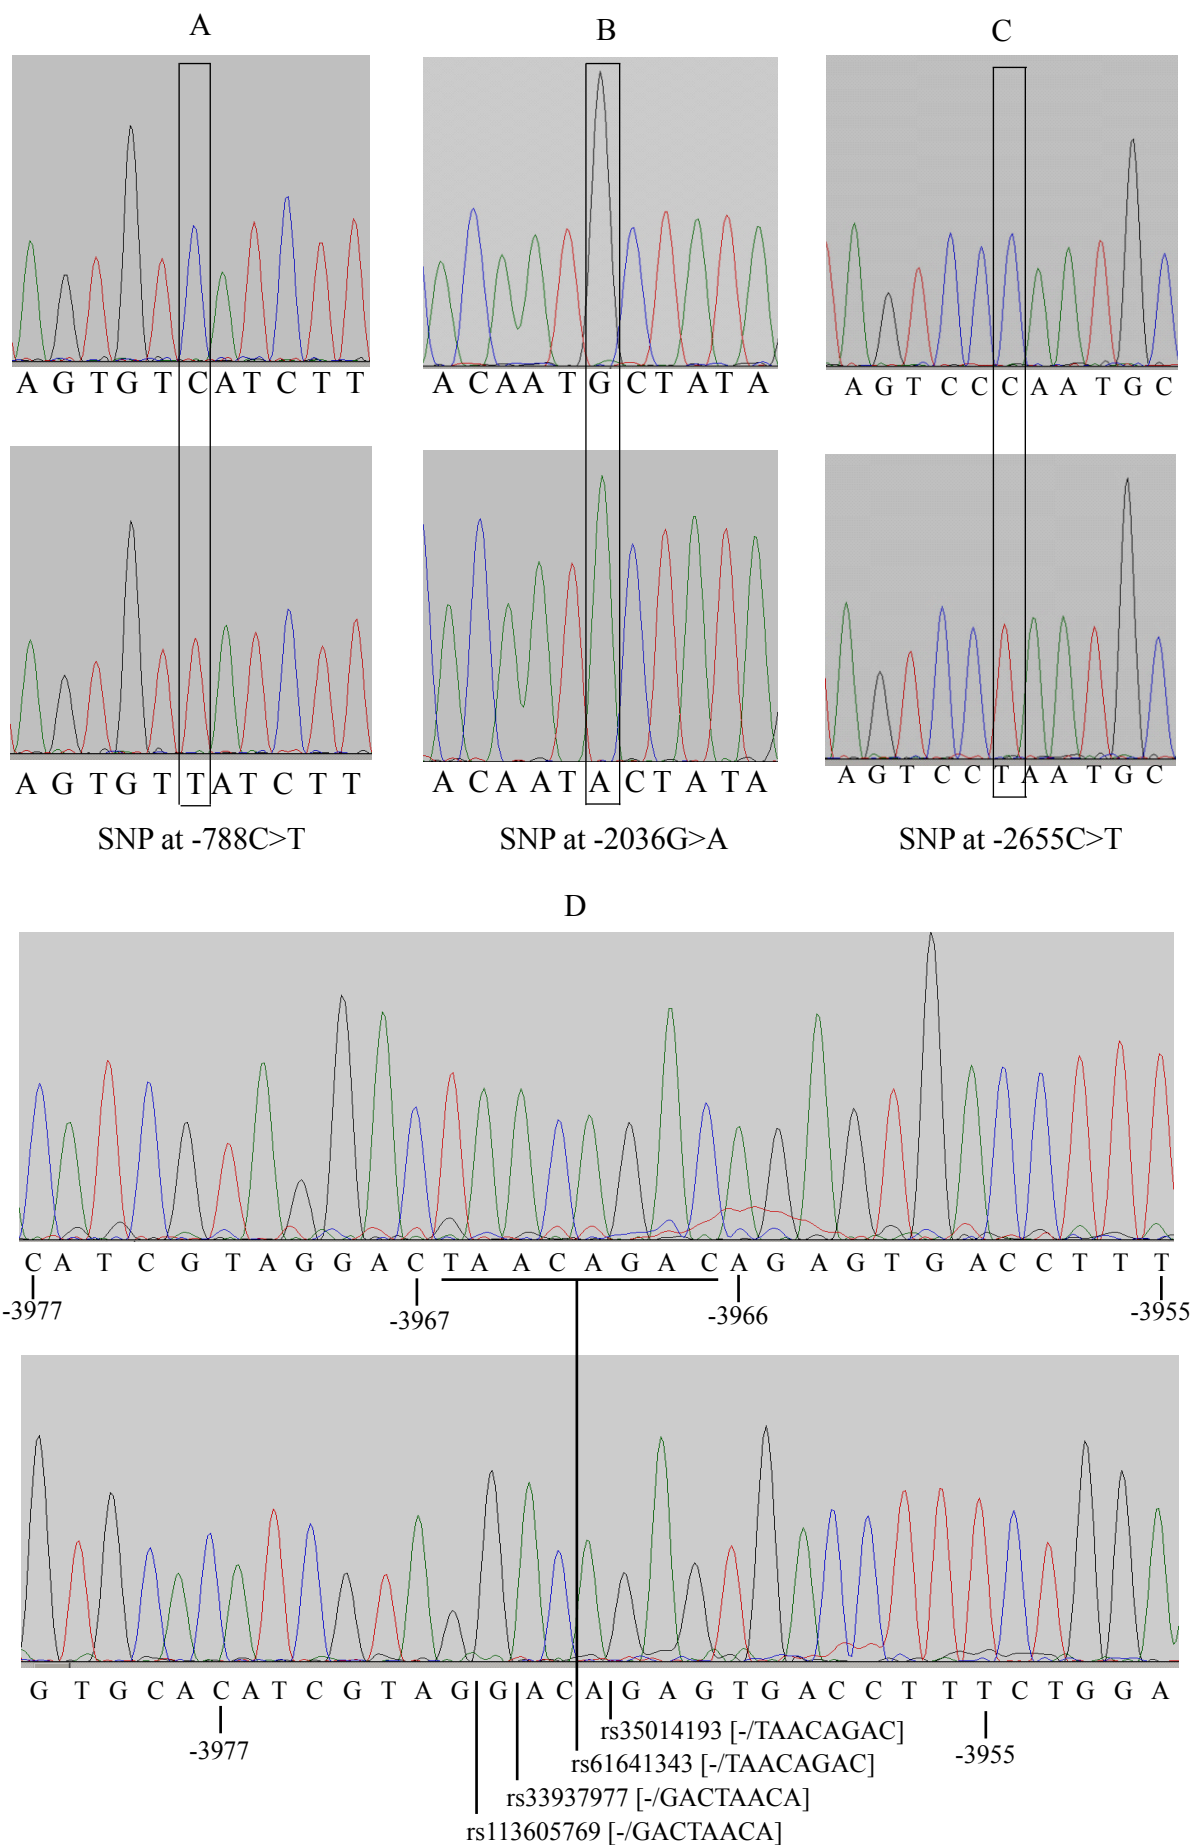 A
B
C
A G T G T C A T C T T
A C A A T G C T A T A
A G T C C C A A T G C
A G T G T T A T C T T
A C A A T A C T A T A
A G T C C T A A T G C
SNP at -788C>T
SNP at -2036G>A
SNP at -2655C>T
D
C A T C G T A G G A C T A A C A G A C A G A G T G A C C T T T
-3977
-3967
-3966
-3955
G T G C A C A T C G T A G G A C A G A G T G A C C T T T C T G G A
-3977
-3955
rs35014193 [-/TAACAGAC]
rs61641343 [-/TAACAGAC]
rs33937977 [-/GACTAACA]
rs113605769 [-/GACTAACA]